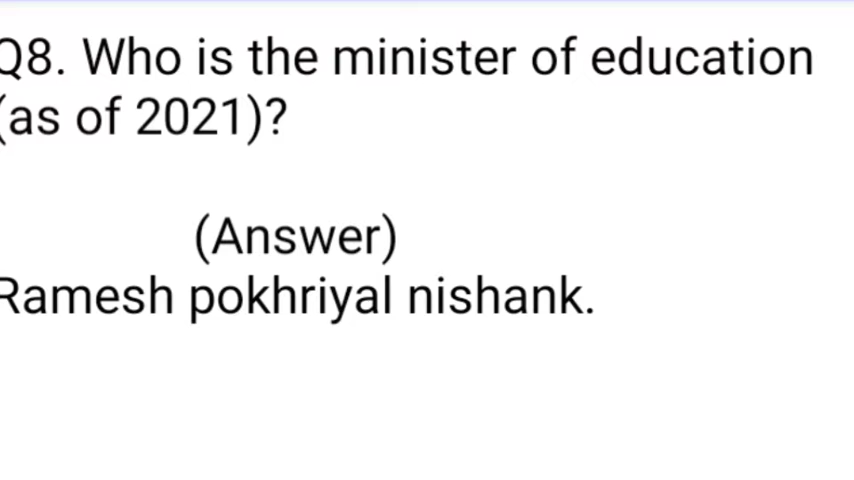 Q8. Who is the minister of education
(as of 2021)?
(Answer)
Ramesh pokhriyal nishank.